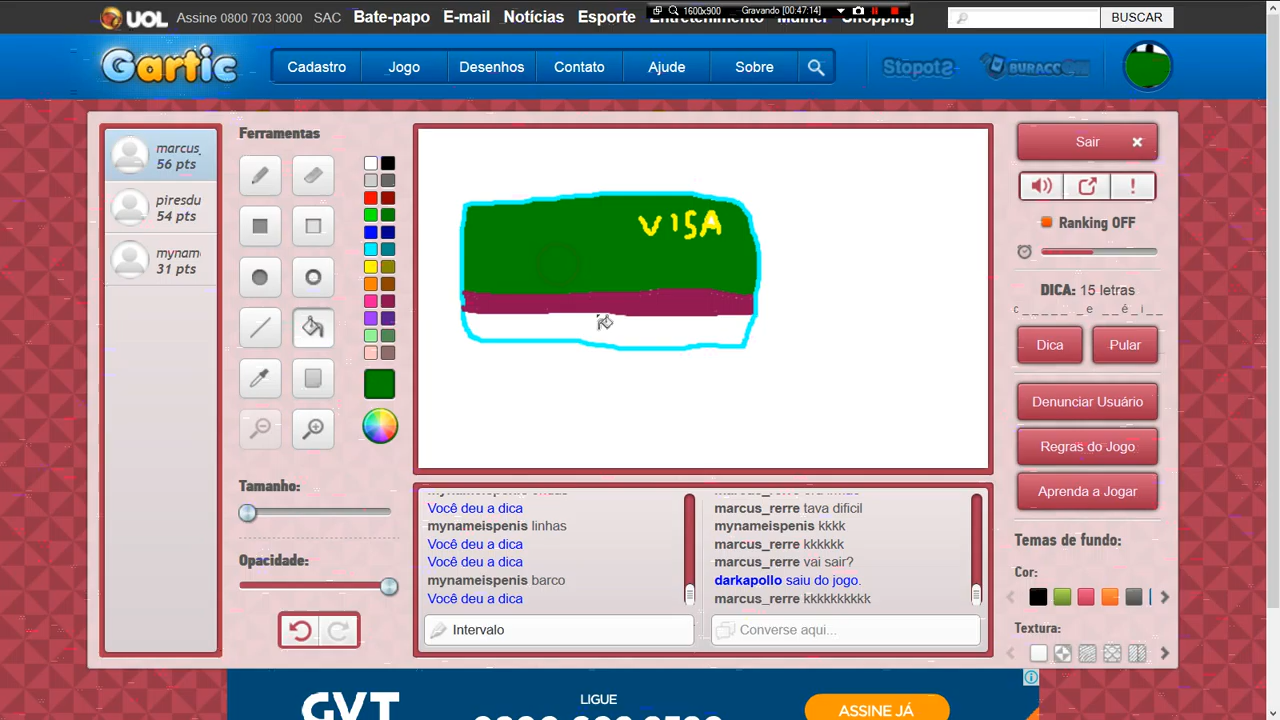 UOL Assine 0800 703 3000 SAC Bate-papo E-mail Notícias Esporte Entretenimento Mulher Shopping BUSCAR
1600x900 Gravando [00:47:14]
Gartic Cadastro Jogo Desenhos Contato Ajude Sobre StopotS BURACO
marcus_
56 pts
piresdu
54 pts
mynam
31 pts
Ferramentas
Tamanho:
Opacidade:
VISA
Sair
Ranking OFF
DICA: 15 letras
c_____ _e __é_i__
Dica Pular
Denunciar Usuário
Regras do Jogo
Aprenda a Jogar
Temas de fundo:
Cor:
Textura:
Você deu a dica
mynameispenis linhas
Você deu a dica
Você deu a dica
mynameispenis barco
Você deu a dica
Intervalo
marcus_rerre tava dificil
mynameispenis kkkk
marcus_rerre kkkkkk
marcus_rerre vai sair?
darkapollo saiu do jogo.
marcus_rerre kkkkkkkkkk
Converse aqui...
GVT
LIGUE
ASSINE JÁ